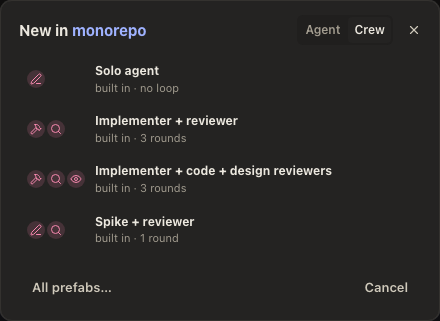 New in monorepo
Agent
Crew
Solo agent
built in · no loop
Implementer + reviewer
built in · 3 rounds
Implementer + code + design reviewers
built in · 3 rounds
Spike + reviewer
built in · 1 round
All prefabs...
Cancel